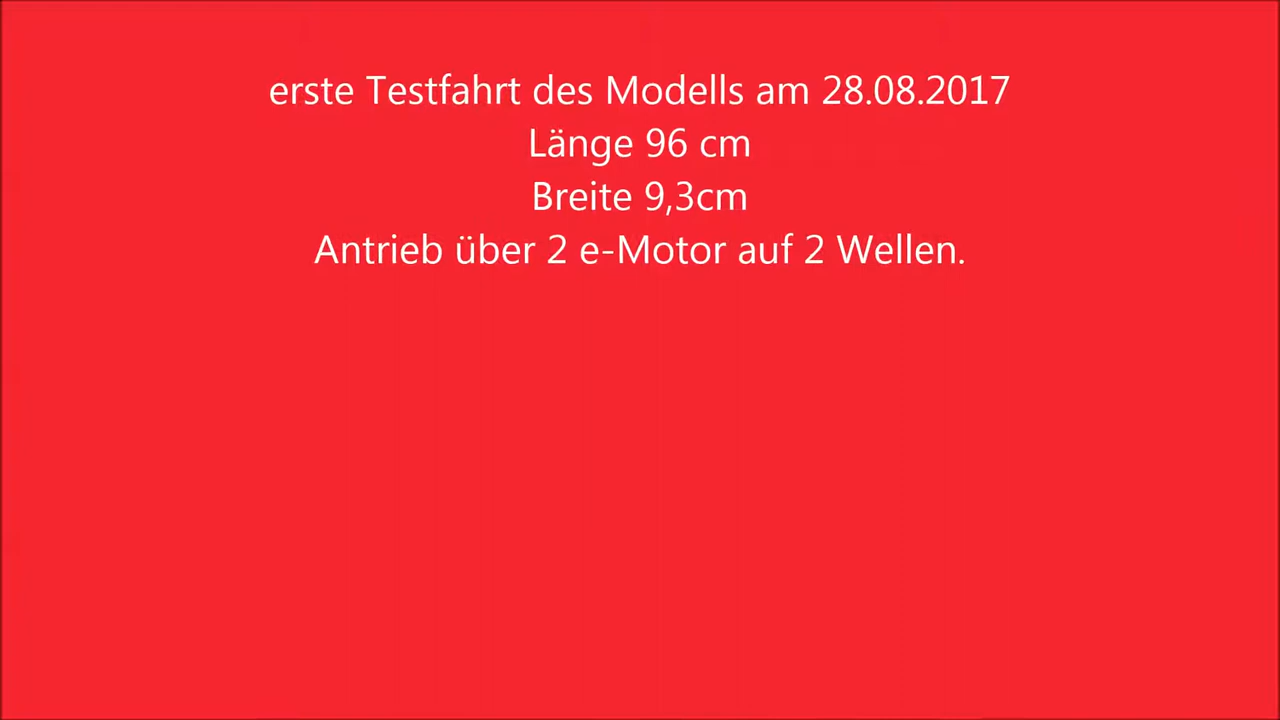 erste Testfahrt des Modells am 28.08.2017
Länge 96 cm
Breite 9,3cm
Antrieb über 2 e-Motor auf 2 Wellen.